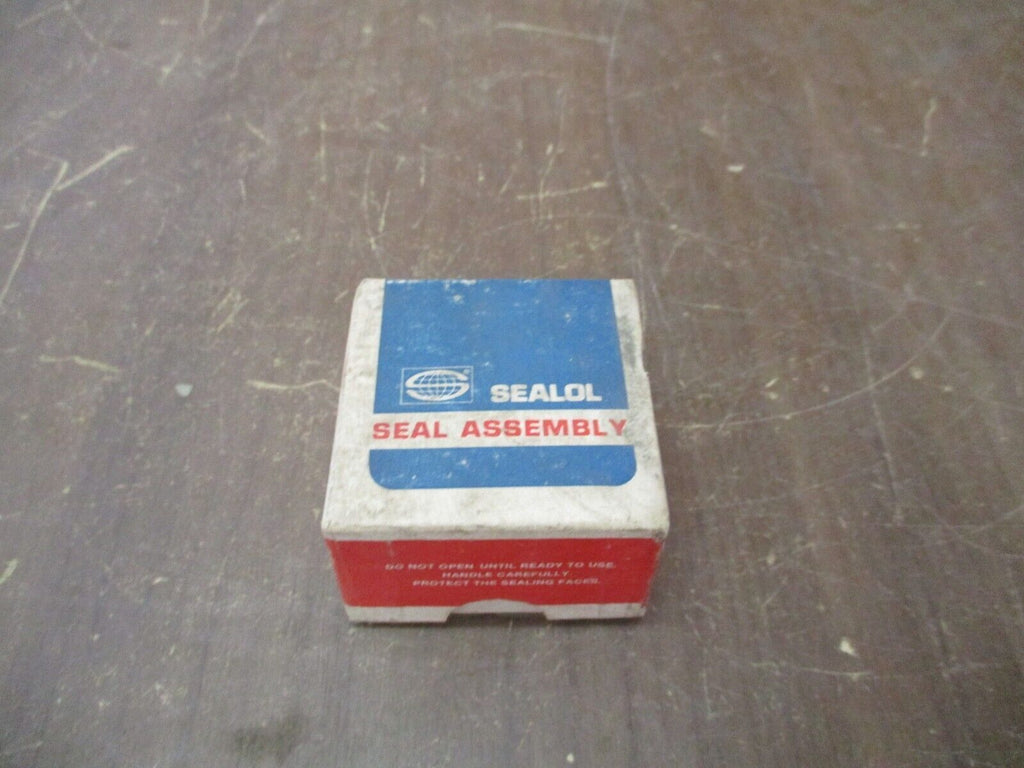 SEALOL
SEAL ASSEMBLY
DO NOT OPEN UNTIL READY TO USE.
HANDLE CAREFULLY.
PROTECT THE SEALING FACES.